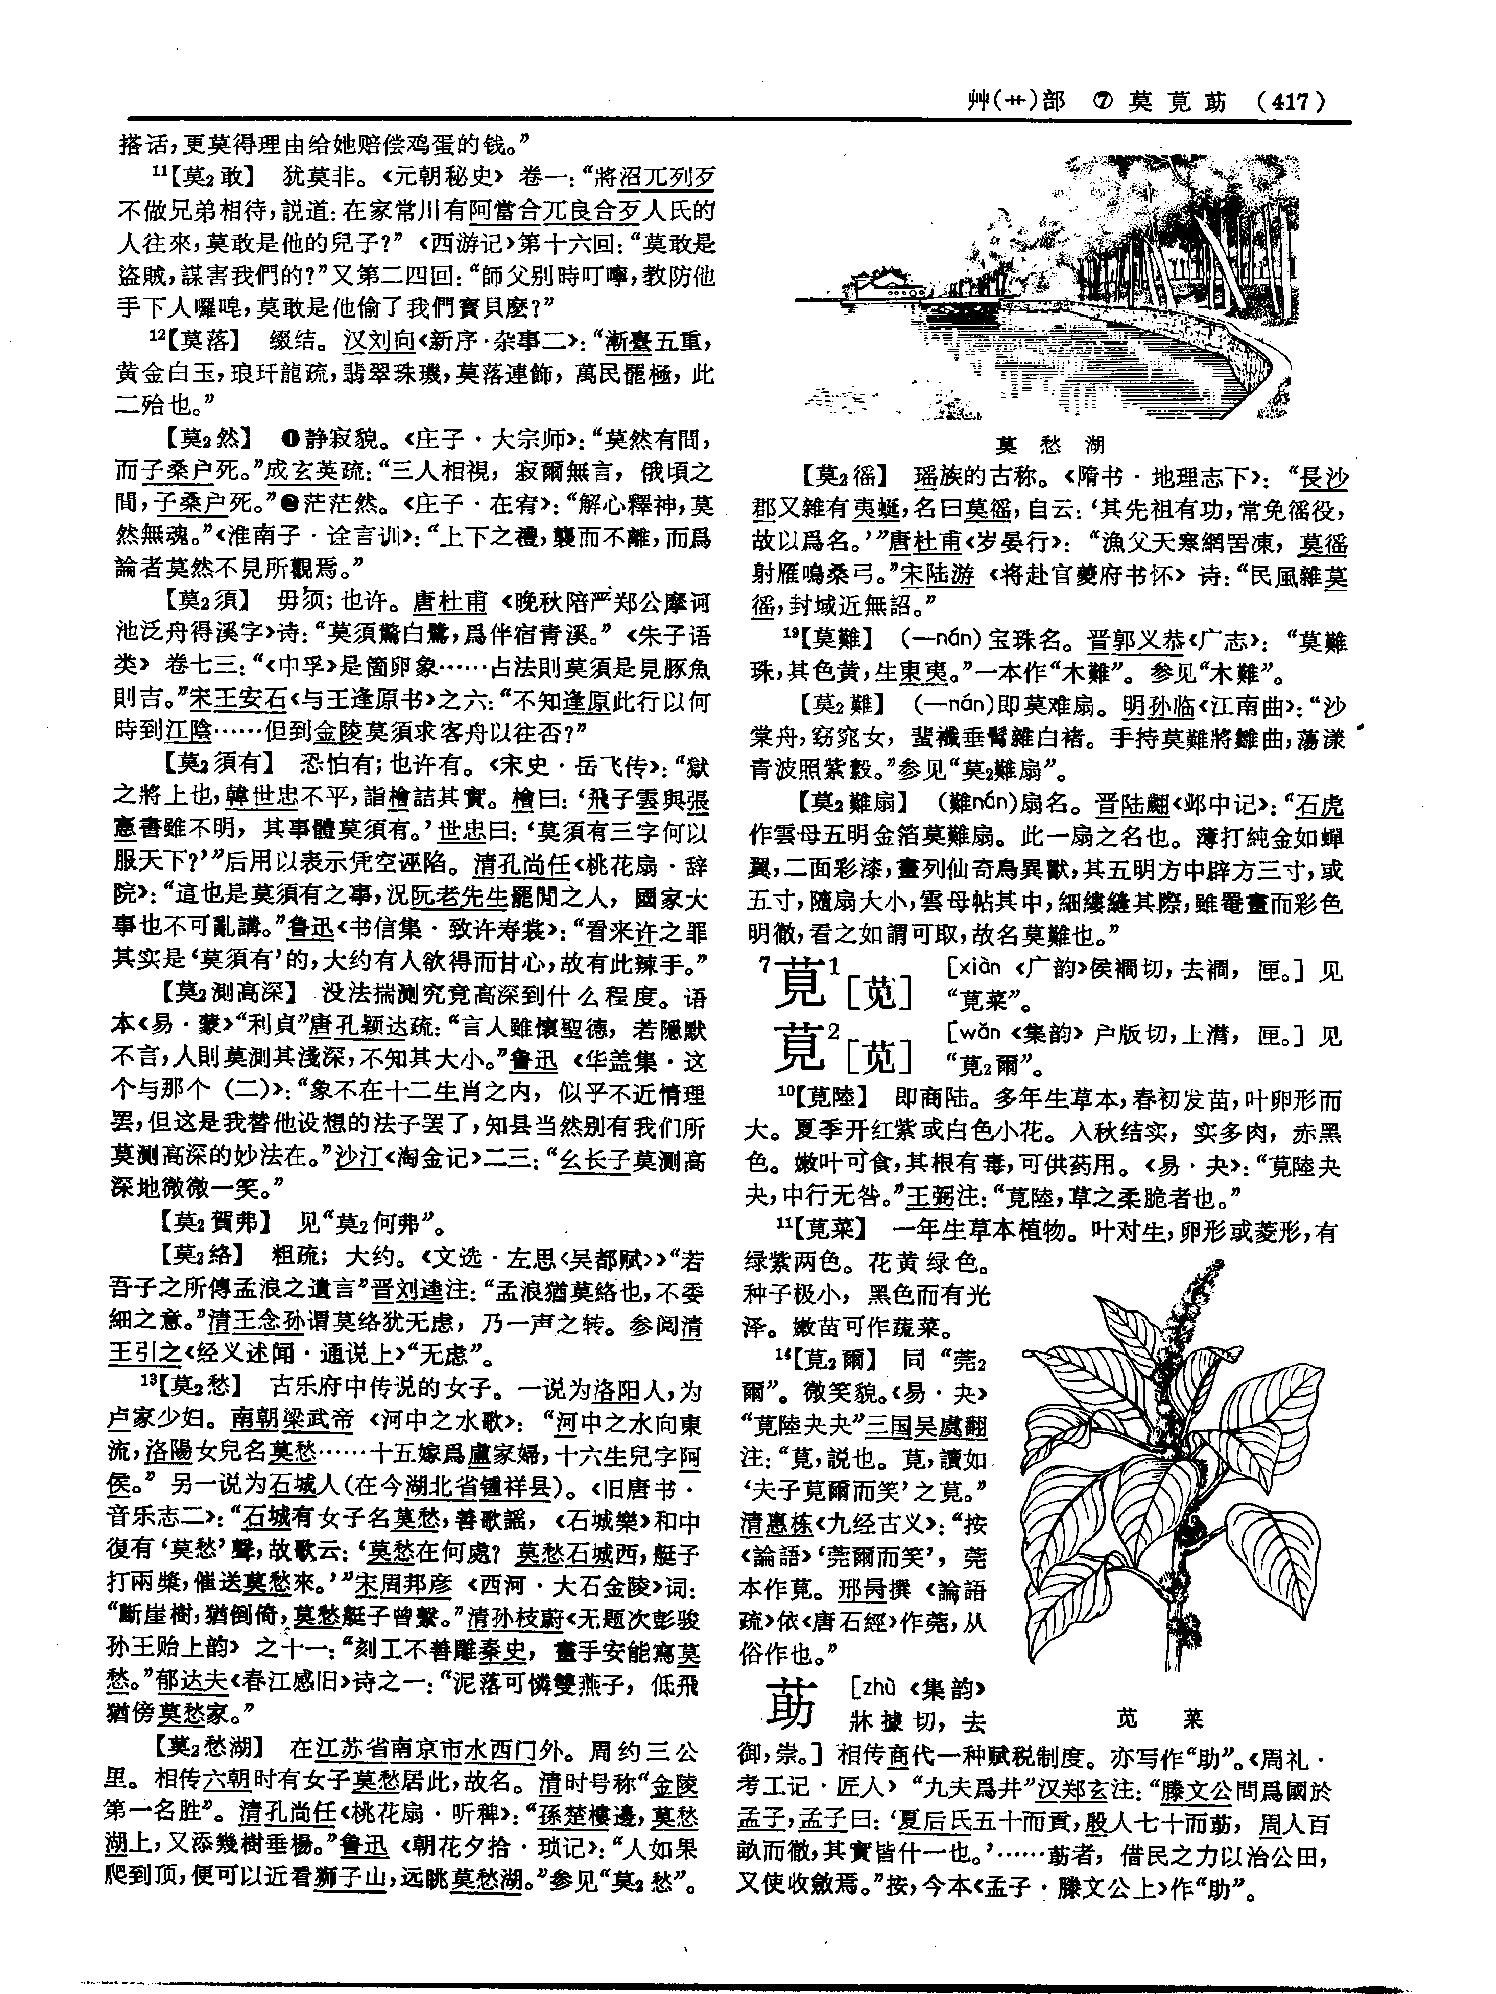 艸(艹)部 ⑦ 莫莧莇 (417)
搭话，更莫得理由给她赔偿鸡蛋的钱。”
¹¹【莫₂敢】 犹莫非。《元朝秘史》卷一：“將沼兀列歹
不做兄弟相待，説道：在家常川有阿當合兀良合歹人氏的
人往來，莫敢是他的兒子？”《西游记》第十六回：“莫敢是
盜賊，謀害我們的？”又第二四回：“師父别時叮嚀，教防他
手下人囉唣，莫敢是他偷了我們寶貝麽？”
¹²【莫落】 缀结。汉刘向《新序·杂事二》：“漸臺五重，
黄金白玉，琅玕龍疏，翡翠珠璣，莫落連飾，萬民罷極，此
二殆也。”
【莫₂然】 ❶静寂貌。《庄子·大宗师》：“莫然有間，
而子桑户死。”成玄英疏：“三人相視，寂爾無言，俄頃之
間，子桑户死。”❷茫茫然。《庄子·在宥》：“解心釋神，莫
然無魂。”《淮南子·诠言训》：“上下之禮，襲而不離，而爲
論者莫然不見所觀焉。”
【莫₂須】 毋须；也许。唐杜甫《晚秋陪严郑公摩诃
池泛舟得溪字》诗：“莫須驚白鷺，爲伴宿青溪。”《朱子语
类》卷七三：“《中孚》是箇卵象……占法則莫須是見豚魚
則吉。”宋王安石《与王逢原书》之六：“不知逢原此行以何
時到江陰……但到金陵莫須求客舟以往否？”
【莫₂須有】 恐怕有；也许有。《宋史·岳飞传》：“獄
之將上也，韓世忠不平，詣檜詰其實。檜曰：‘飛子雲與張
憲書雖不明，其事體莫須有。’世忠曰：‘莫須有三字何以
服天下？’”后用以表示凭空诬陷。清孔尚任《桃花扇·辞
院》：“這也是莫須有之事，况阮老先生罷閒之人，國家大
事也不可亂講。”鲁迅《书信集·致许寿裳》：“看来许之罪
其实是‘莫須有’的，大约有人欲得而甘心，故有此辣手。”
【莫₂測高深】 没法揣测究竟高深到什么程度。语
本《易·蒙》“利貞”唐孔颖达疏：“言人雖懷聖德，若隱默
不言，人則莫測其淺深，不知其大小。”鲁迅《华盖集·这
个与那个（二）》：“象不在十二生肖之内，似乎不近情理
罢，但这是我替他设想的法子罢了，知县当然别有我们所
莫测高深的妙法在。”沙汀《淘金记》二三：“幺长子莫测高
深地微微一笑。”
【莫₂賀弗】 见“莫₂何弗”。
【莫₂絡】 粗疏；大约。《文选·左思〈吴都赋〉》“若
吾子之所傳孟浪之遺言”晋刘逵注：“孟浪猶莫絡也，不委
細之意。”清王念孙谓莫络犹无虑，乃一声之转。参阅清
王引之《经义述闻·通说上》“无虑”。
¹³【莫₂愁】 古乐府中传说的女子。一说为洛阳人，为
卢家少妇。南朝梁武帝《河中之水歌》：“河中之水向東
流，洛陽女兒名莫愁……十五嫁爲盧家婦，十六生兒字阿
侯。”另一说为石城人（在今湖北省锺祥县）。《旧唐书·
音乐志二》：“石城有女子名莫愁，善歌謡，《石城樂》和中
復有‘莫愁’聲，故歌云：‘莫愁在何處？莫愁石城西，艇子
打兩槳，催送莫愁來。’”宋周邦彦《西河·大石金陵》词：
“斷崖樹，猶倒倚，莫愁艇子曾繫。”清孙枝蔚《无题次彭骏
孙王贻上韵》之十一：“刻工不善雕秦史，畫手安能寫莫
愁。”郁达夫《春江感旧》诗之一：“泥落可憐雙燕子，低飛
猶傍莫愁家。”
【莫₂愁湖】 在江苏省南京市水西门外。周约三公
里。相传六朝时有女子莫愁居此，故名。清时号称“金陵
第一名胜”。清孔尚任《桃花扇·听稗》：“孫楚樓邊，莫愁
湖上，又添幾樹垂楊。”鲁迅《朝花夕拾·琐记》：“人如果
爬到顶，便可以近看狮子山，远眺莫愁湖。”参见“莫₂愁”。
莫愁湖
【莫₂徭】 瑶族的古称。《隋书·地理志下》：“長沙
郡又雜有夷蜒，名曰莫徭，自云：‘其先祖有功，常免徭役，
故以爲名。’”唐杜甫《岁晏行》：“漁父天寒網罟凍，莫徭
射雁鳴桑弓。”宋陆游《将赴官夔府书怀》诗：“民風雜莫
徭，封域近無詔。”
¹⁹【莫難】 （—nán）宝珠名。晋郭义恭《广志》：“莫難
珠，其色黄，生東夷。”一本作“木難”。参见“木難”。
【莫₂難】 （—nán）即莫难扇。明孙临《江南曲》：“沙
棠舟，窈窕女，蜚襳垂髾雜白褚。手持莫難將雛曲，蕩漾
青波照紫縠。”参见“莫₂難扇”。
【莫₂難扇】 （難nán）扇名。晋陆翽《邺中记》：“石虎
作雲母五明金箔莫難扇。此一扇之名也。薄打純金如蟬
翼，二面彩漆，畫列仙奇鳥異獸，其五明方中辟方三寸，或
五寸，隨扇大小，雲母帖其中，細縷縫其際，雖罨畫而彩色
明徹，看之如謂可取，故名莫難也。”
⁷莧¹［苋］ ［xiàn《广韵》侯襇切，去襇，匣。］见
“莧菜”。
莧²［苋］ ［wǎn《集韵》户版切，上潸，匣。］见
“莧₂爾”。
¹⁰【莧陸】 即商陆。多年生草本，春初发苗，叶卵形而
大。夏季开红紫或白色小花。入秋结实，实多肉，赤黑
色。嫩叶可食，其根有毒，可供药用。《易·夬》：“莧陸夬
夬，中行无咎。”王弼注：“莧陸，草之柔脆者也。”
¹¹【莧菜】 一年生草本植物。叶对生，卵形或菱形，有
绿紫两色。花黄绿色。
种子极小，黑色而有光
泽。嫩苗可作蔬菜。
¹⁴【莧₂爾】 同“莞₂
爾”。微笑貌。《易·夬》
“莧陸夬夬”三国吴虞翻
注：“莧，説也。莧，讀如
‘夫子莧爾而笑’之莧。”
清惠栋《九经古义》：“按
《論語》‘莞爾而笑’，莞
本作莧。邢昺撰《論語
疏》依《唐石經》作莞，从
俗作也。”
苋菜
莇 ［zhù《集韵》
牀據切，去
御，崇。］相传商代一种赋税制度。亦写作“助”。《周礼·
考工记·匠人》“九夫爲井”汉郑玄注：“滕文公問爲國於
孟子，孟子曰：‘夏后氏五十而貢，殷人七十而莇，周人百
畝而徹，其實皆什一也。’……莇者，借民之力以治公田，
又使收斂焉。”按，今本《孟子·滕文公上》作“助”。